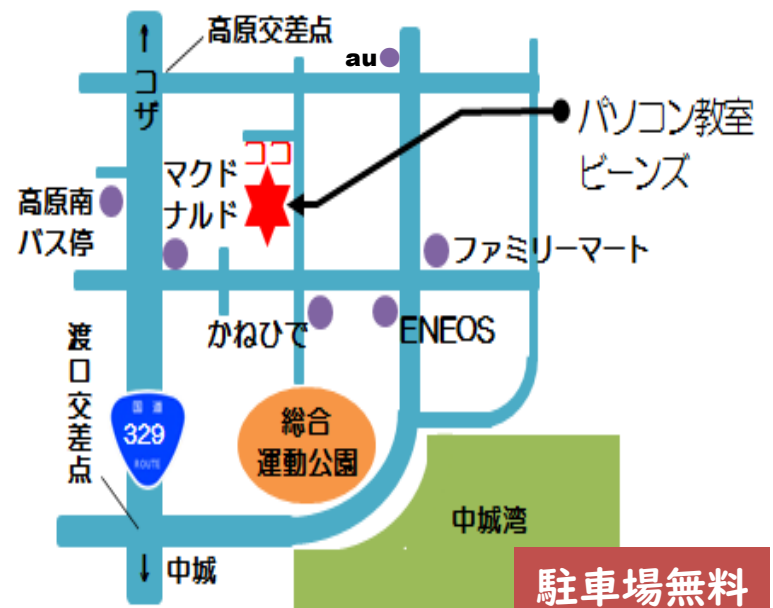 高原交差点
au
↑
コザ
ココ
パソコン教室
ビーンズ
マクド
ナルド
高原南
バス停
ファミリーマート
かねひで
ENEOS
渡口交差点
国道
329
ROUTE
総合
運動公園
中城湾
↓ 中城
駐車場無料